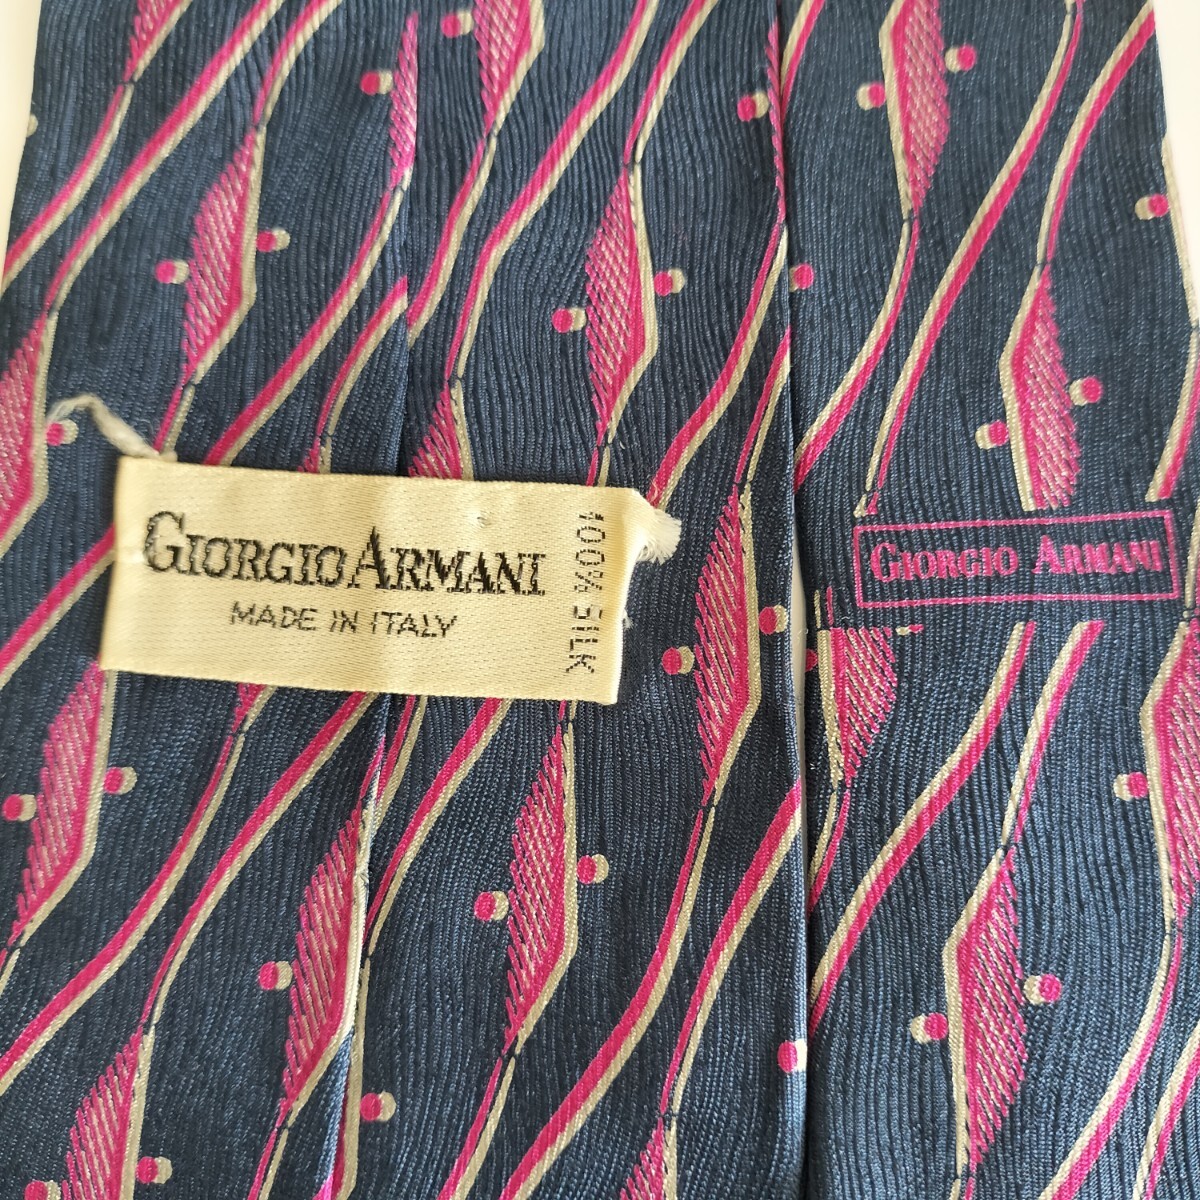 GIORGIO ARMANI
MADE IN ITALY
100% SILK
GIORGIO ARMANI